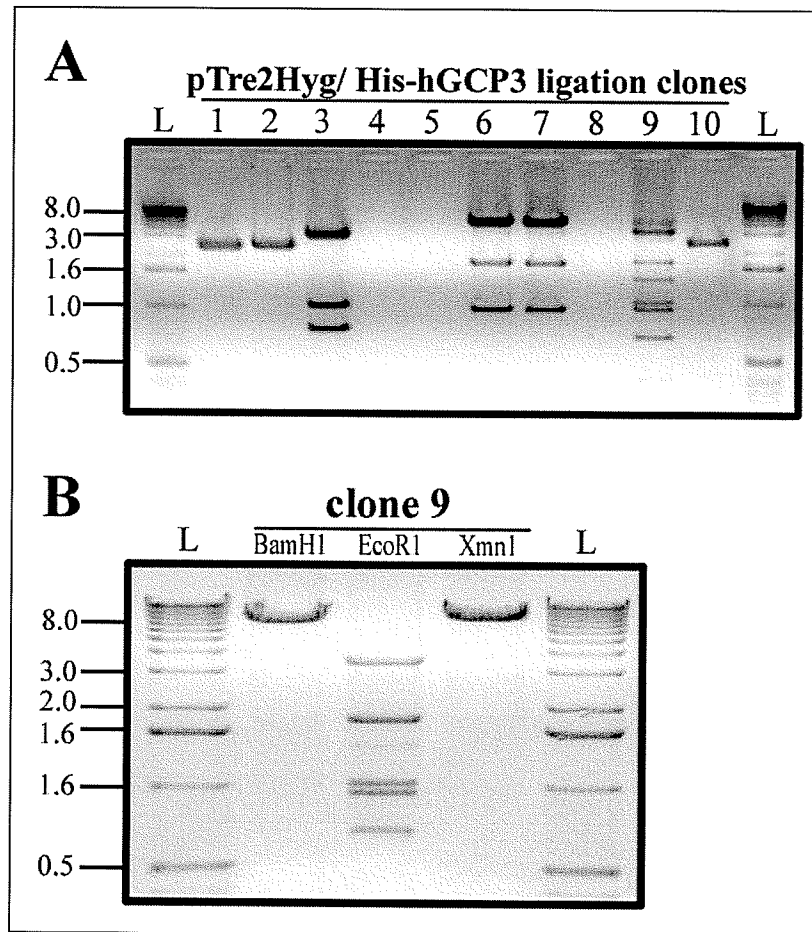 A
pTre2Hyg/ His-hGCP3 ligation clones
L 1 2 3 4 5 6 7 8 9 10 L
8.0
3.0
1.6
1.0
0.5
B
clone 9
L BamH1 EcoR1 Xmn1 L
8.0
3.0
2.0
1.6
1.6
0.5